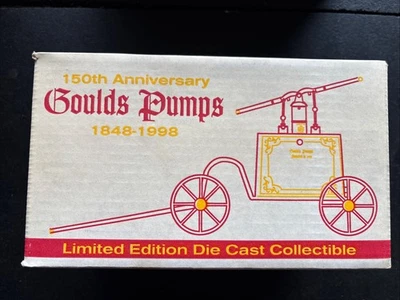 150th Anniversary
Goulds Pumps
1848-1998
Limited Edition Die Cast Collectible